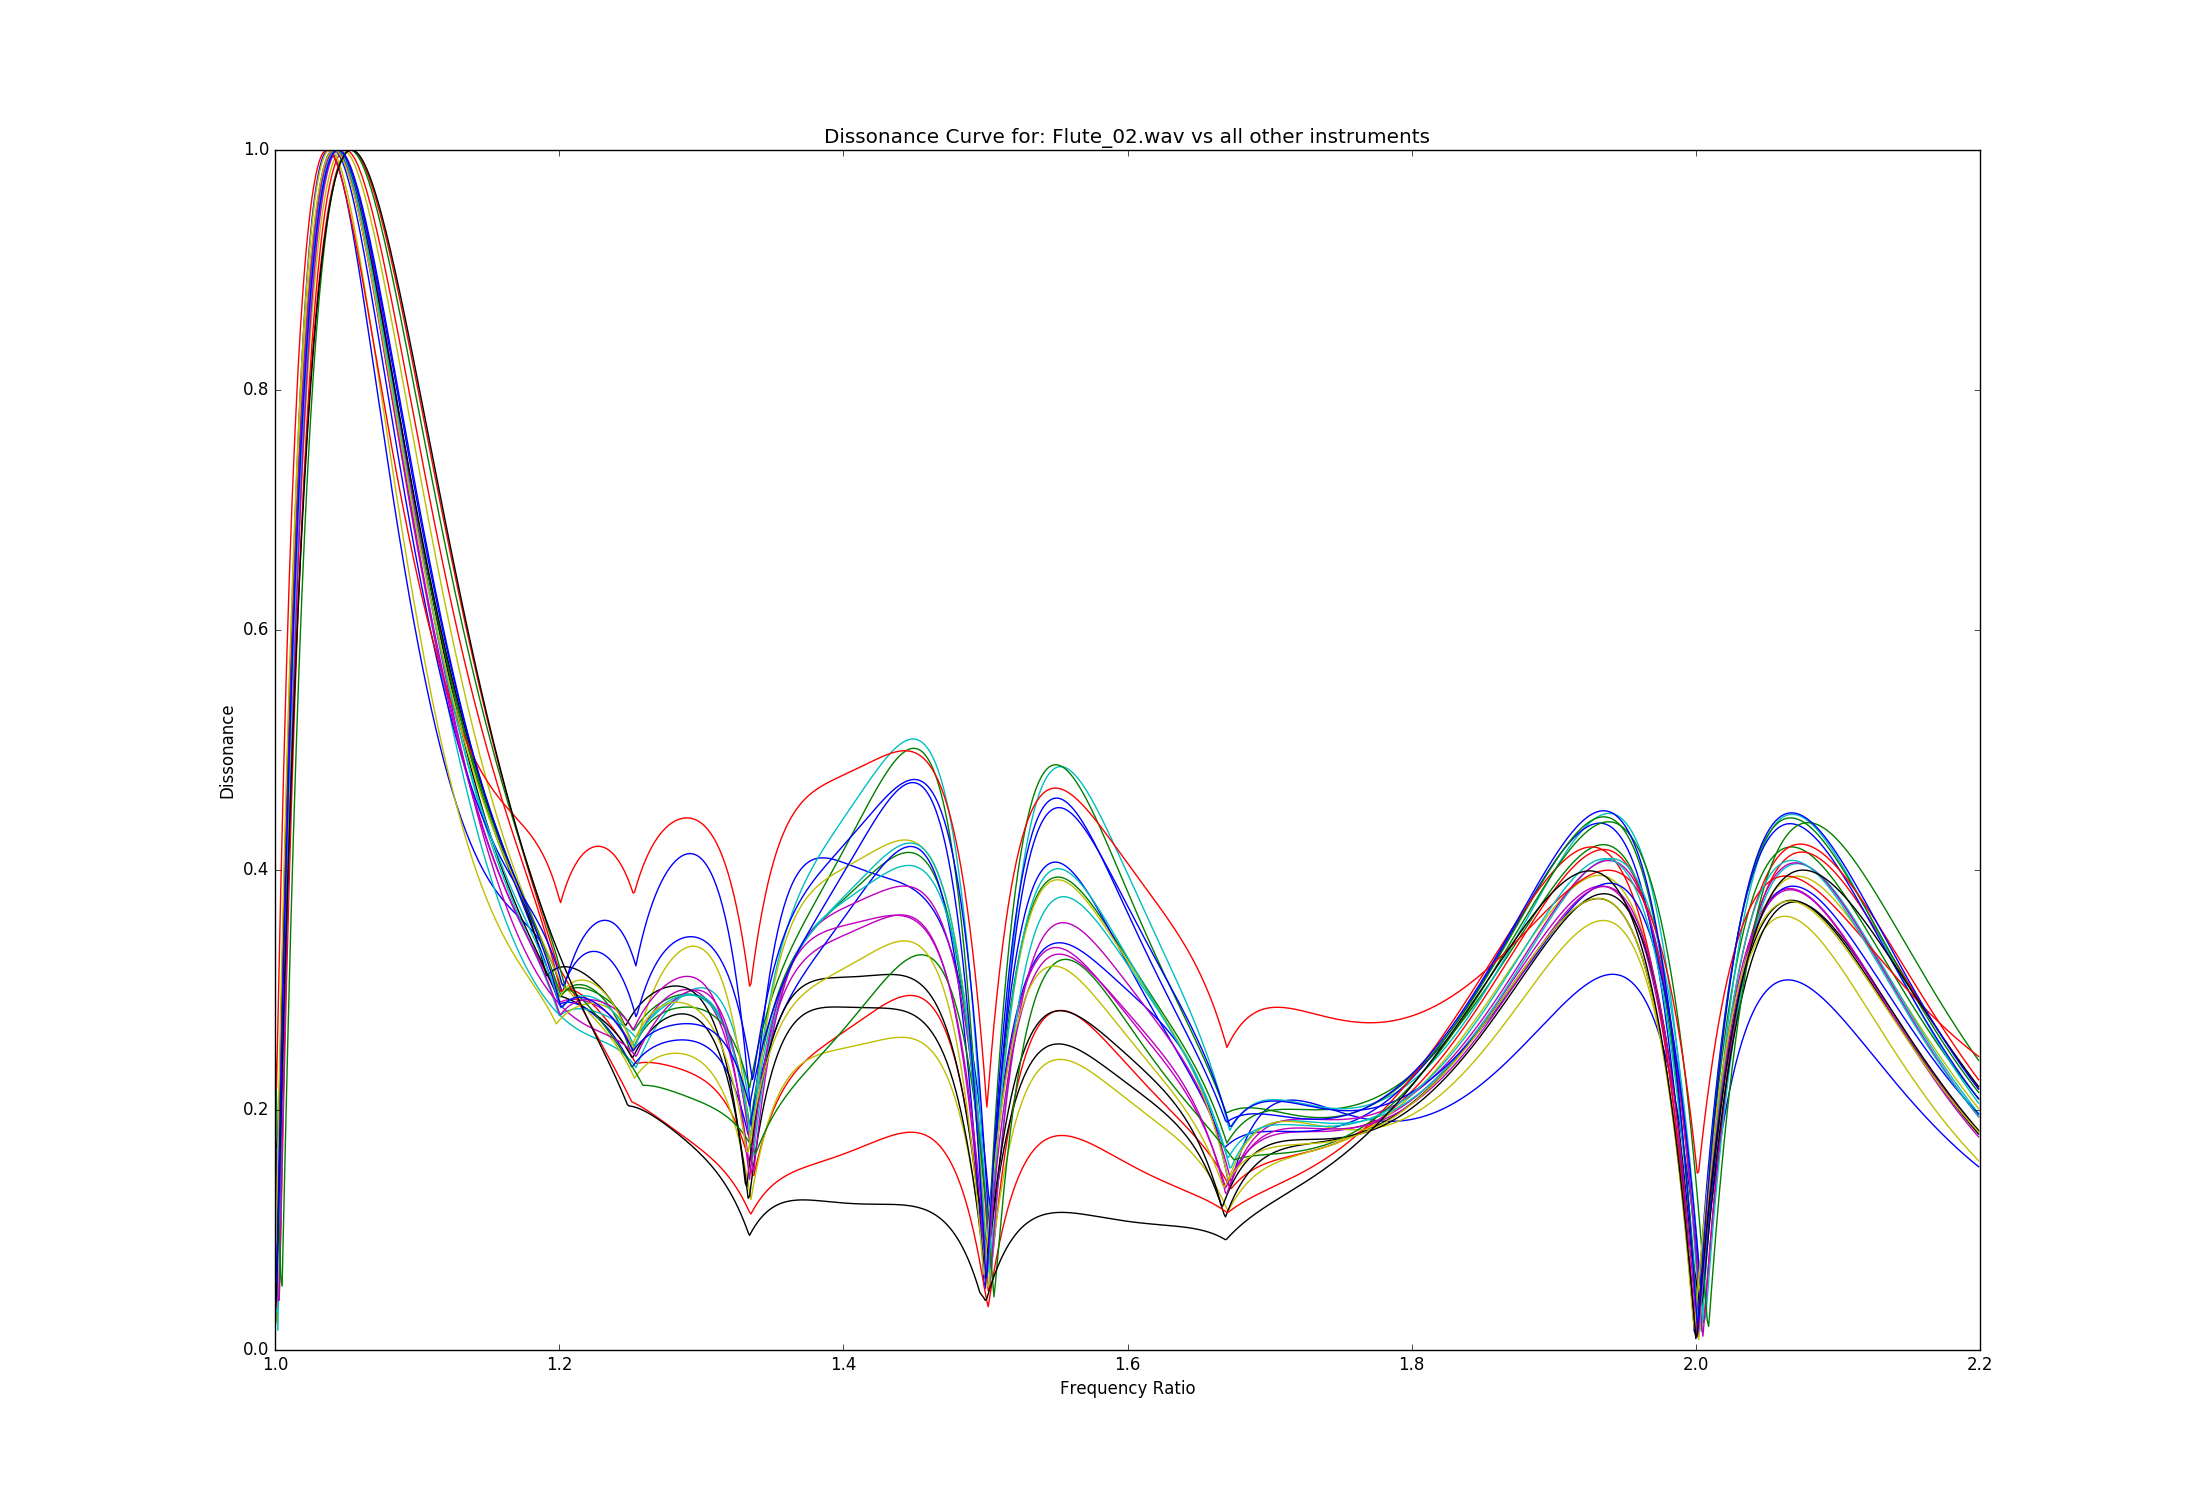 Dissonance Curve for: Flute_02.wav vs all other instruments
1.0
0.8
0.6
0.4
0.2
0.0
Dissonance
1.0 1.2 1.4 1.6 1.8 2.0 2.2
Frequency Ratio